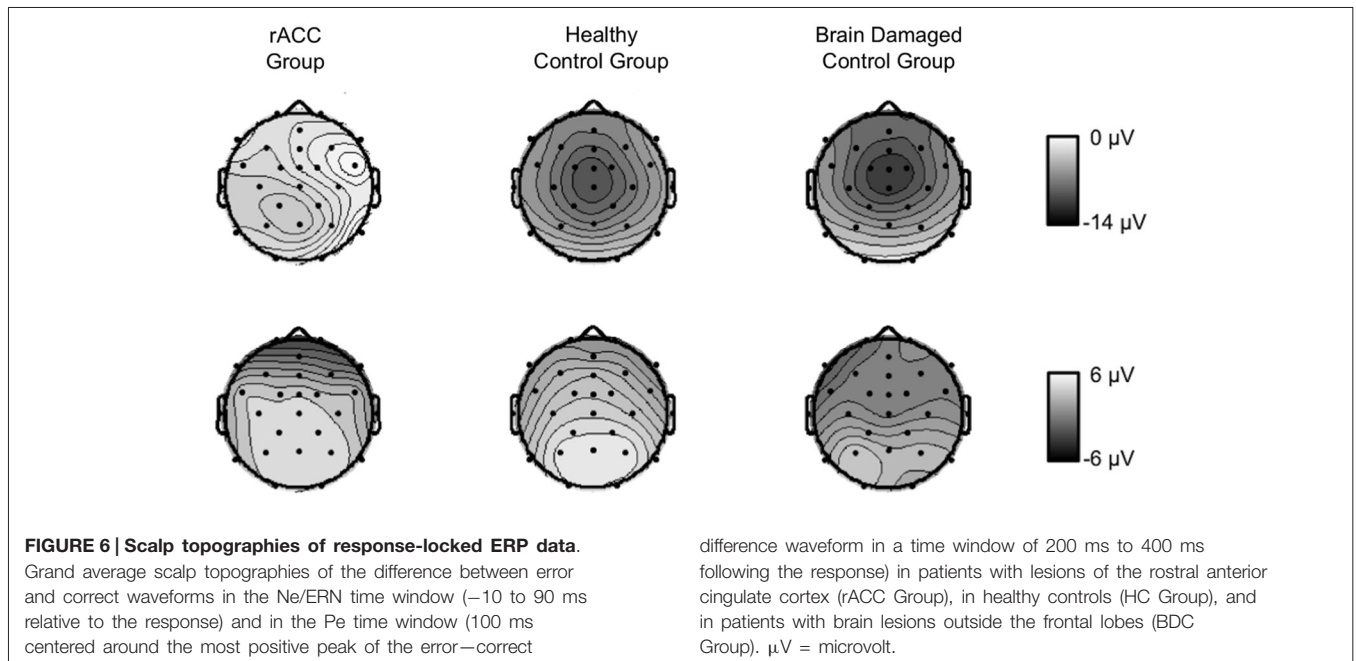 rACC
Group
Healthy
Control Group
Brain Damaged
Control Group
0 µV
-14 µV
6 µV
-6 µV
FIGURE 6 | Scalp topographies of response-locked ERP data.
Grand average scalp topographies of the difference between error
and correct waveforms in the Ne/ERN time window (−10 to 90 ms
relative to the response) and in the Pe time window (100 ms
centered around the most positive peak of the error—correct
difference waveform in a time window of 200 ms to 400 ms
following the response) in patients with lesions of the rostral anterior
cingulate cortex (rACC Group), in healthy controls (HC Group), and
in patients with brain lesions outside the frontal lobes (BDC
Group). µV = microvolt.